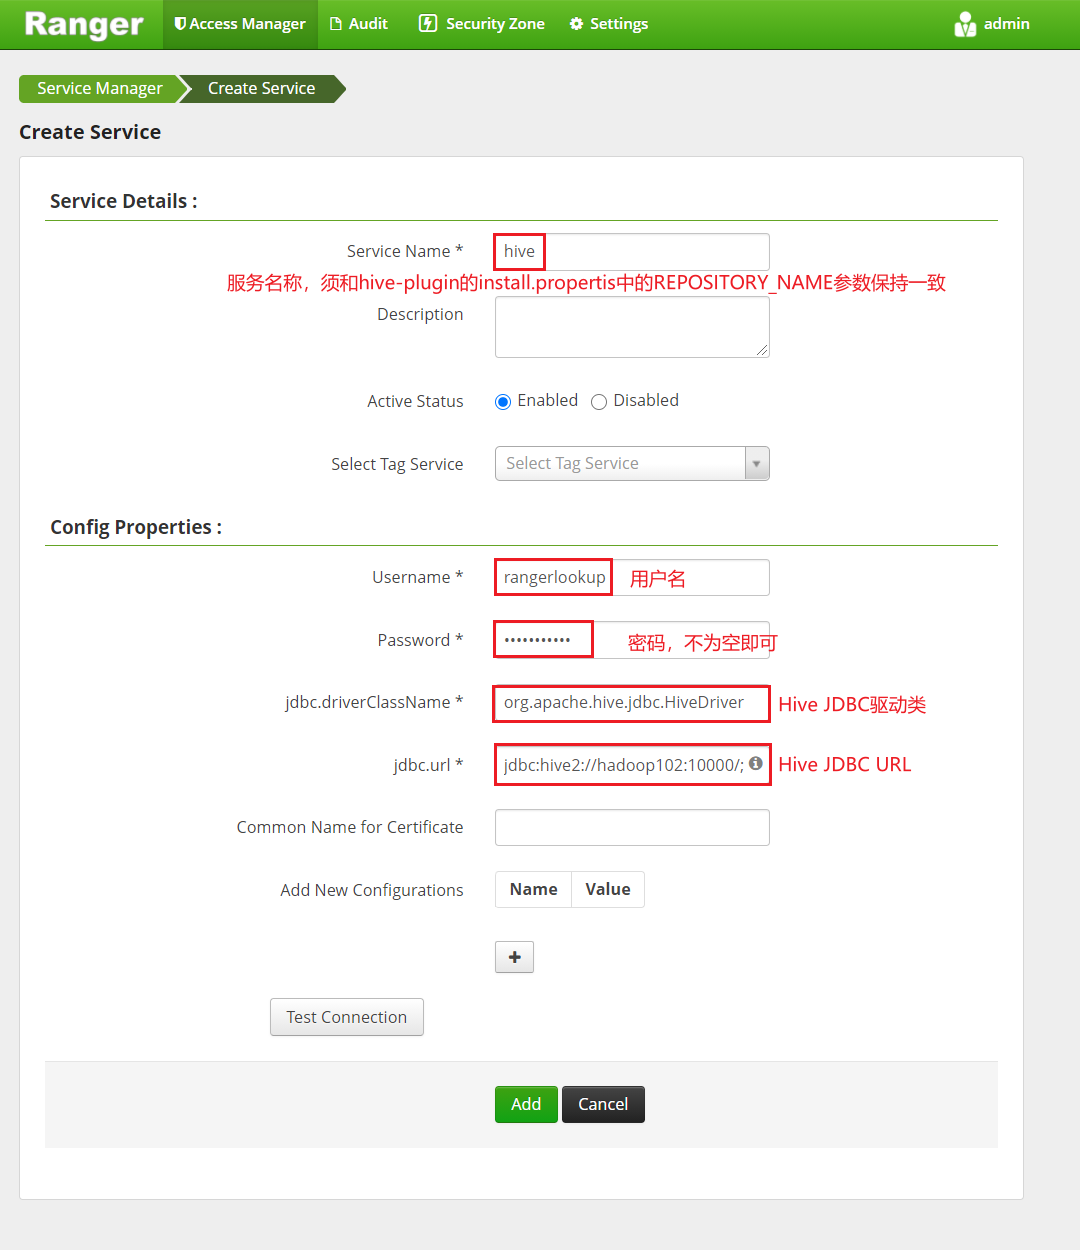 Ranger Access Manager Audit Security Zone Settings admin
Service Manager Create Service
Create Service
Service Details :
Service Name * hive
服务名称，须和hive-plugin的install.propertis中的REPOSITORY_NAME参数保持一致
Description
Active Status Enabled Disabled
Select Tag Service Select Tag Service
Config Properties :
Username * rangerlookup 用户名
Password * ••••••••••• 密码，不为空即可
jdbc.driverClassName * org.apache.hive.jdbc.HiveDriver Hive JDBC驱动类
jdbc.url * jdbc:hive2://hadoop102:10000/; Hive JDBC URL
Common Name for Certificate
Add New Configurations Name Value
+
Test Connection
Add Cancel